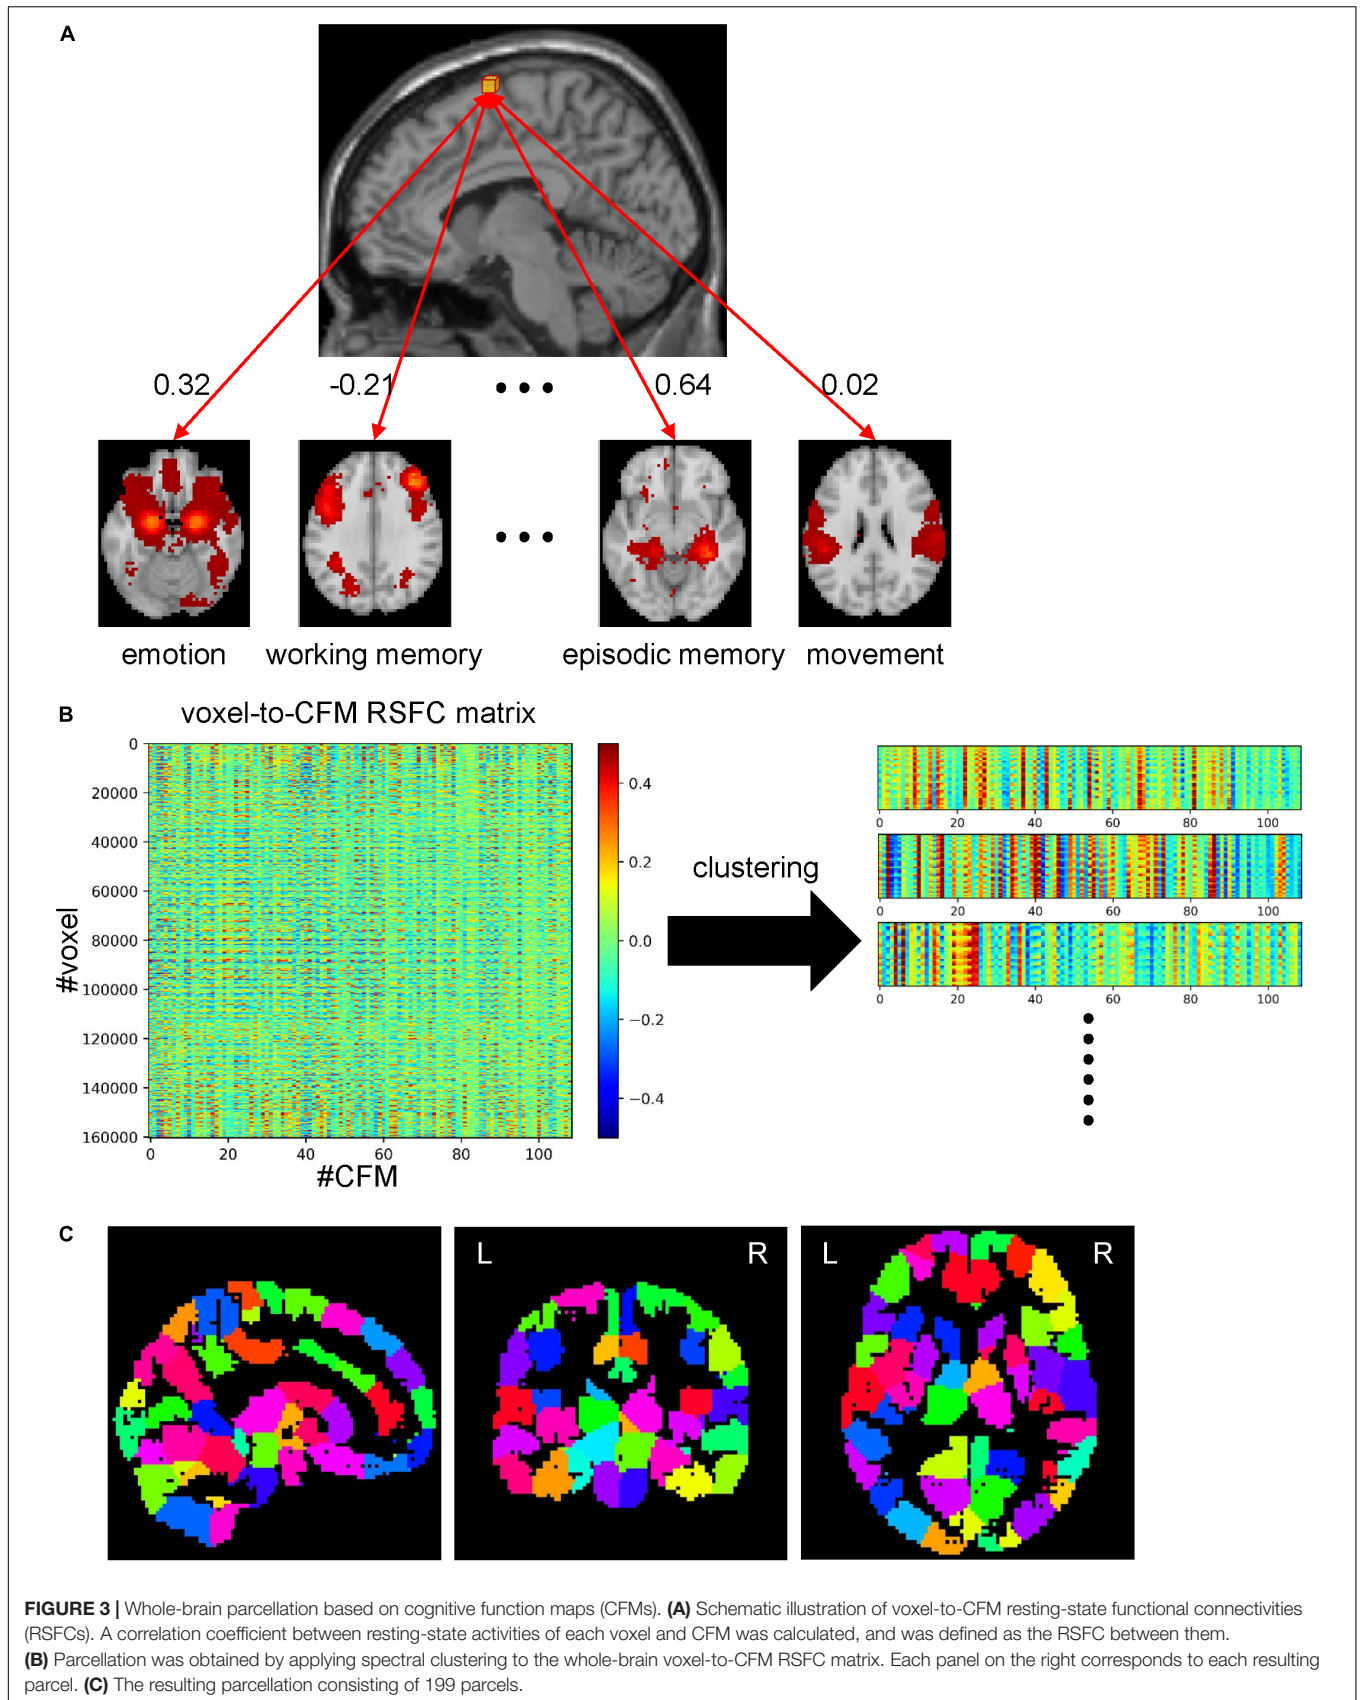 A
0.32 -0.21 ••• 0.64 0.02
•••
emotion working memory episodic memory movement
B
voxel-to-CFM RSFC matrix
0
20000
40000
60000
80000
100000
120000
140000
160000
#voxel
0 20 40 60 80 100
#CFM
0.4
0.2
0.0
−0.2
−0.4
clustering
0 20 40 60 80 100
0 20 40 60 80 100
0 20 40 60 80 100
C
L R
L R
FIGURE 3 | Whole-brain parcellation based on cognitive function maps (CFMs). (A) Schematic illustration of voxel-to-CFM resting-state functional connectivities
(RSFCs). A correlation coefficient between resting-state activities of each voxel and CFM was calculated, and was defined as the RSFC between them.
(B) Parcellation was obtained by applying spectral clustering to the whole-brain voxel-to-CFM RSFC matrix. Each panel on the right corresponds to each resulting
parcel. (C) The resulting parcellation consisting of 199 parcels.